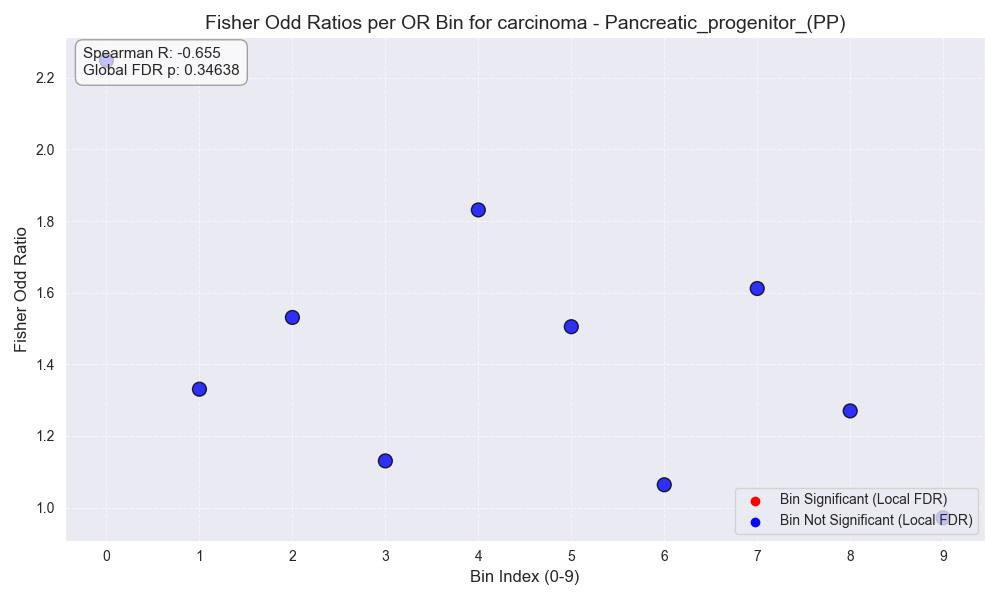 Fisher Odd Ratios per OR Bin for carcinoma - Pancreatic_progenitor_(PP)
Spearman R: -0.655
Global FDR p: 0.34638
Fisher Odd Ratio
2.2
2.0
1.8
1.6
1.4
1.2
1.0
Bin Significant (Local FDR)
Bin Not Significant (Local FDR)
0 1 2 3 4 5 6 7 8 9
Bin Index (0-9)